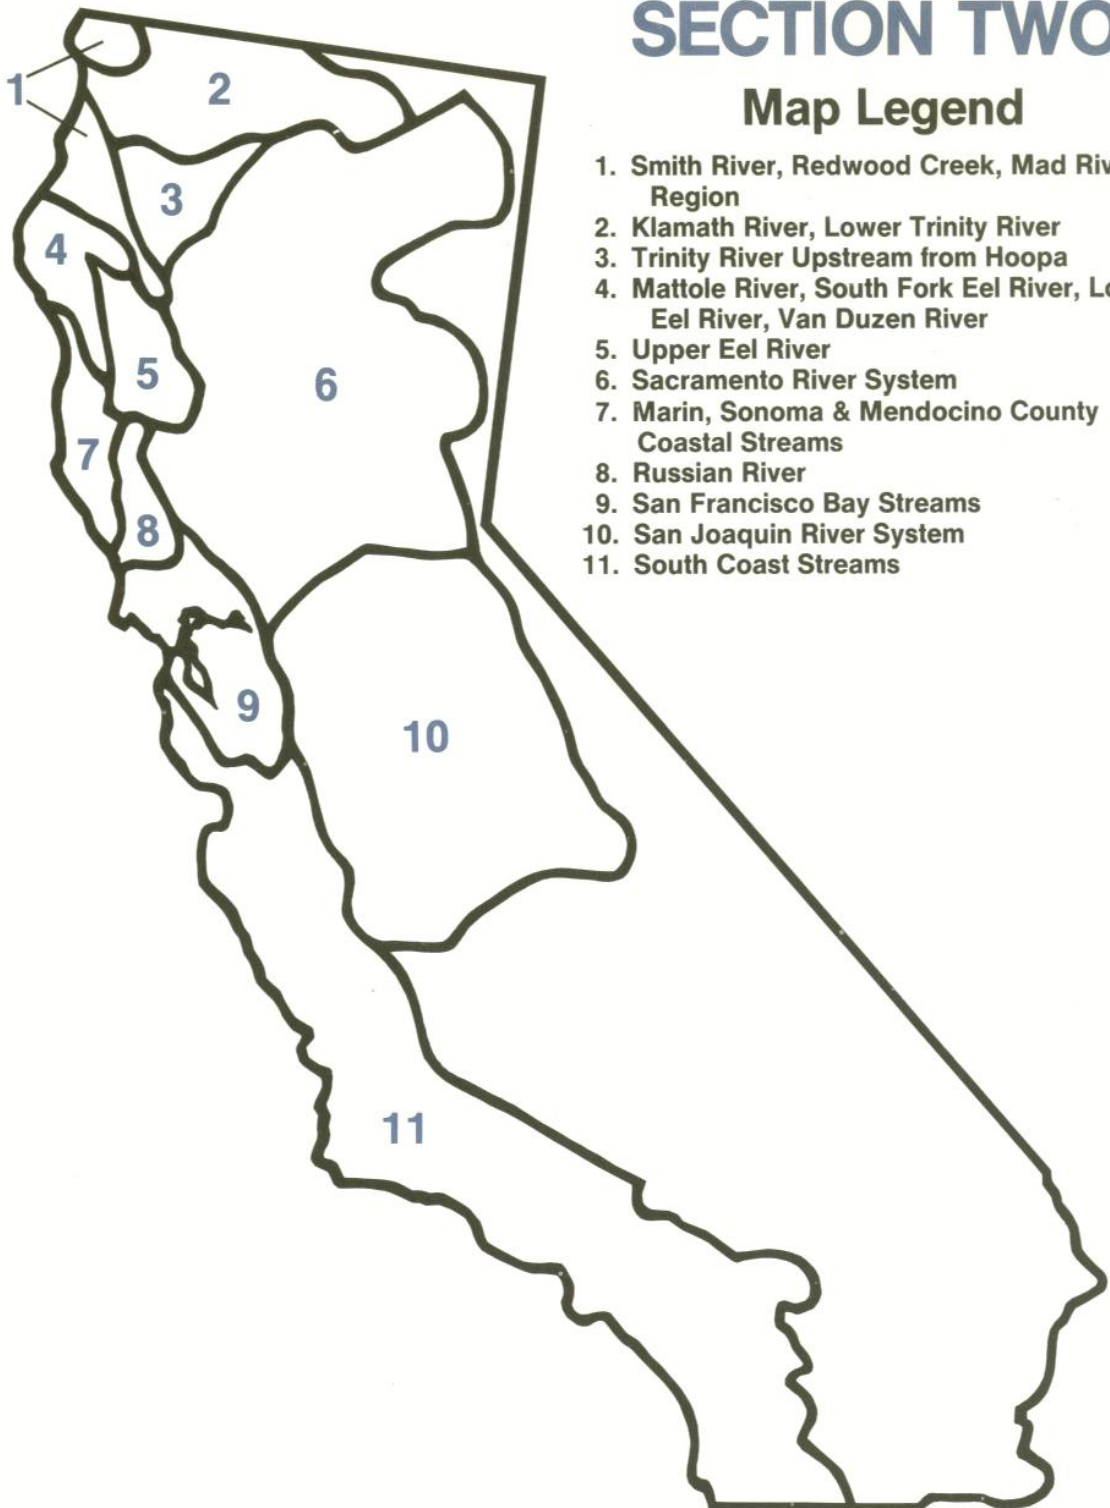 SECTION TWO
Map Legend
1. Smith River, Redwood Creek, Mad
Region
2. Klamath River, Lower Trinity River
3. Trinity River Upstream from Hoopa
4. Mattole River, South Fork Eel River,
Eel River, Van Duzen River
5. Upper Eel River
6. Sacramento River System
7. Marin, Sonoma & Mendocino County
Coastal Streams
8. Russian River
9. San Francisco Bay Streams
10. San Joaquin River System
11. South Coast Streams
1
2
3
4
5
6
7
8
9
10
11